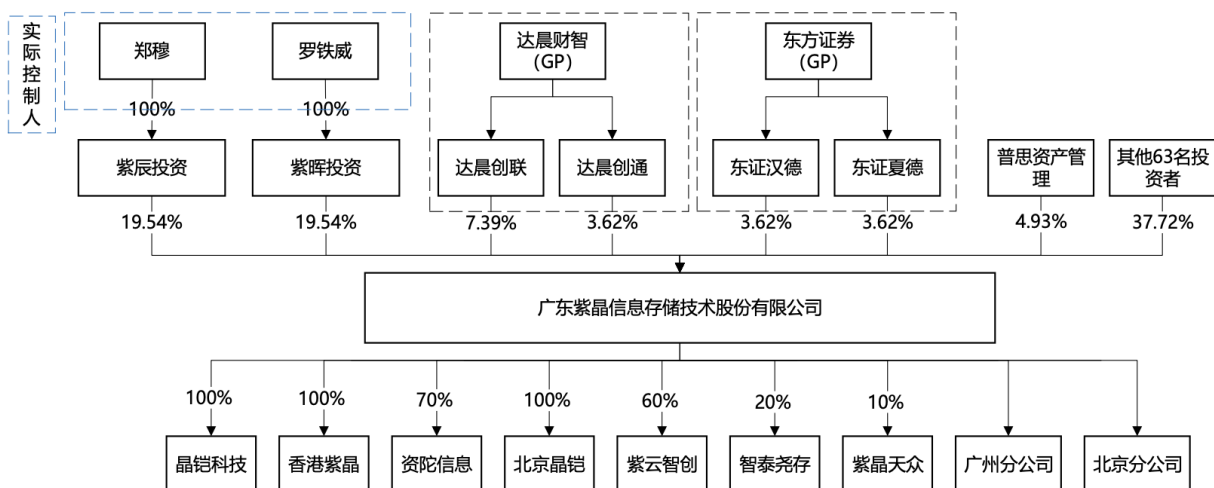 实际控制人
郑穆
罗铁威
达晨财智
（GP）
东方证券
（GP）
100%
100%
紫辰投资
紫晖投资
达晨创联
达晨创通
东证汉德
东证夏德
普思资产管
理
其他63名投
资者
19.54%
19.54%
7.39%
3.62%
3.62%
3.62%
4.93%
37.72%
广东紫晶信息存储技术股份有限公司
100%
100%
70%
100%
60%
20%
10%
晶铠科技
香港紫晶
资陀信息
北京晶铠
紫云智创
智泰尧存
紫晶天众
广州分公司
北京分公司